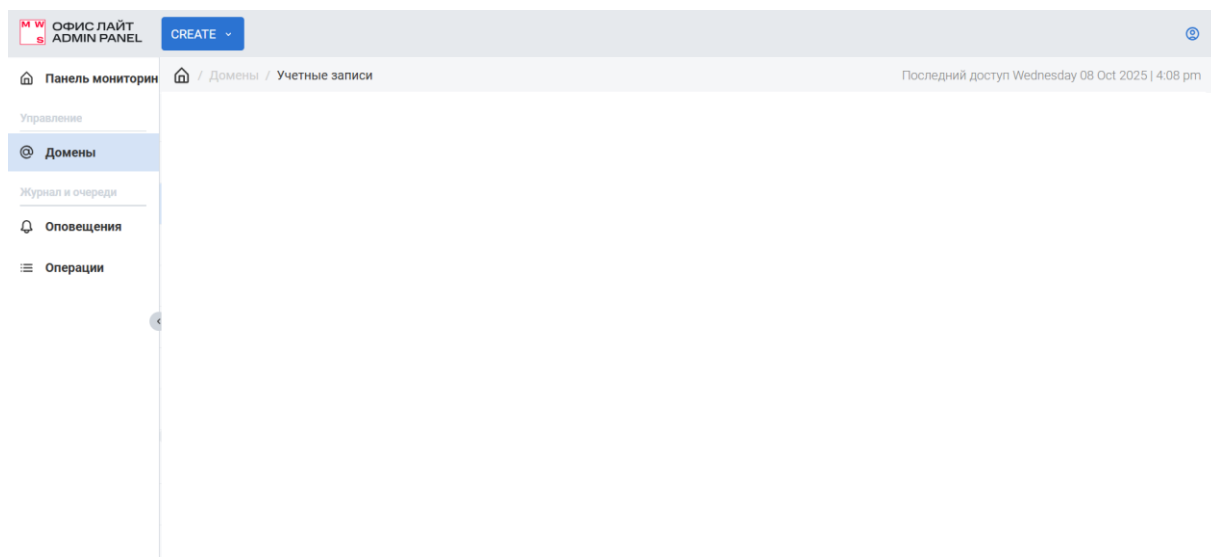 M W S
ОФИС ЛАЙТ
ADMIN PANEL
CREATE
Панель мониторин
/ Домены / Учетные записи
Последний доступ Wednesday 08 Oct 2025 | 4:08 pm
Управление
Домены
Журнал и очереди
Оповещения
Операции